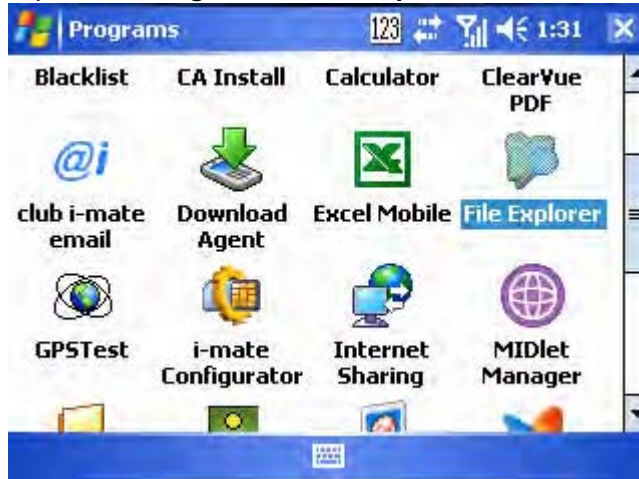 Programs 123 1:31
Blacklist CA Install Calculator ClearVue
PDF
@i
club i-mate Download Excel Mobile File Explorer
email Agent
GPSTest i-mate Internet MIDlet
Configurator Sharing Manager